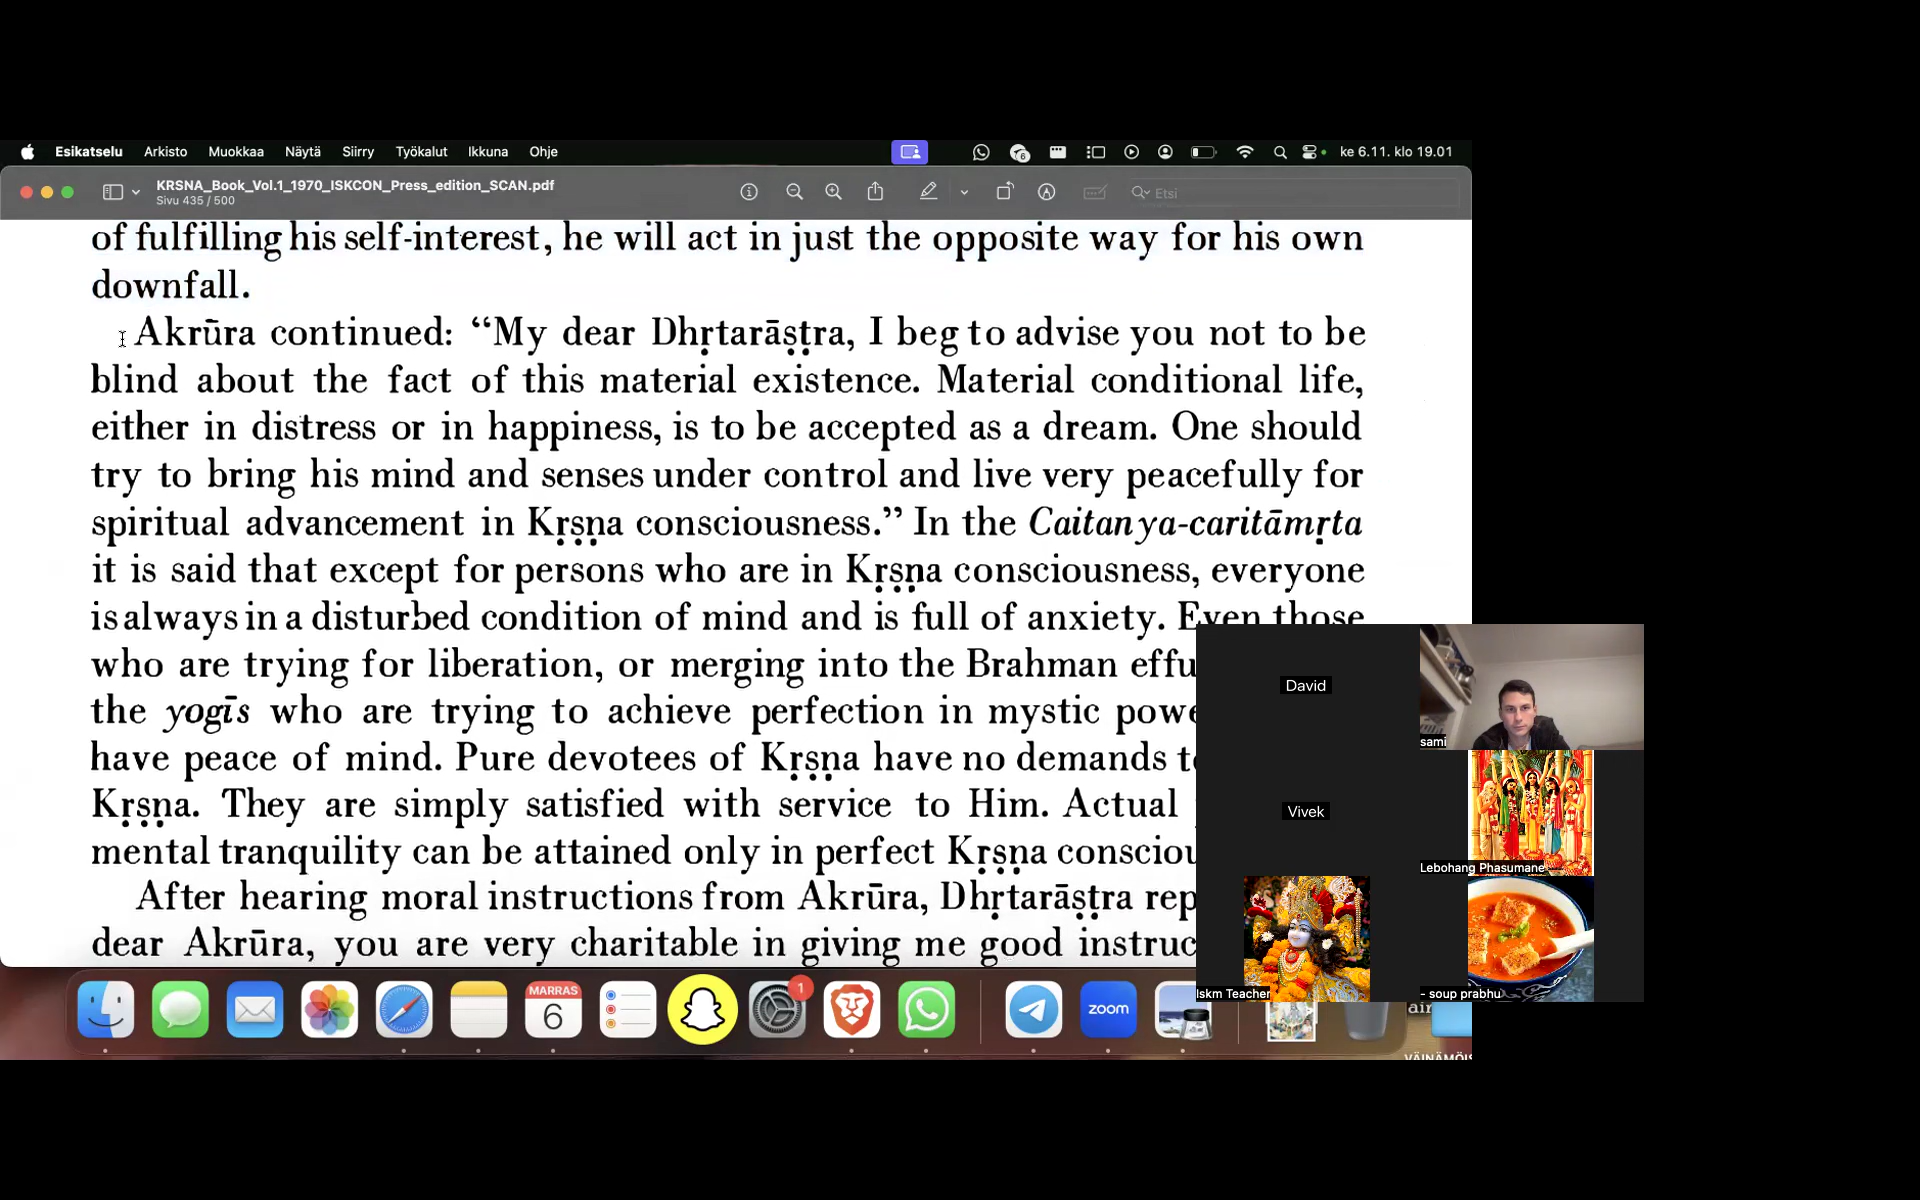 Esikatselu Arkisto Muokkaa Näytä Siirry Työkalut Ikkuna Ohje ke 6.11. klo 19.01
KRSNA_Book_Vol.1_1970_ISKCON_Press_edition_SCAN.pdf
Sivu 435 / 500
Etsi
of fulfilling his self-interest, he will act in just the opposite way for his own
downfall.
Akrūra continued: “My dear Dhṛtarāṣṭra, I beg to advise you not to be
blind about the fact of this material existence. Material conditional life,
either in distress or in happiness, is to be accepted as a dream. One should
try to bring his mind and senses under control and live very peacefully for
spiritual advancement in Kṛṣṇa consciousness.” In the Caitanya-caritāmṛta
it is said that except for persons who are in Kṛṣṇa consciousness, everyone
is always in a disturbed condition of mind and is full of anxiety. Even those
who are trying for liberation, or merging into the Brahman effu
the yogīs who are trying to achieve perfection in mystic powe
have peace of mind. Pure devotees of Kṛṣṇa have no demands t
Kṛṣṇa. They are simply satisfied with service to Him. Actual
mental tranquility can be attained only in perfect Kṛṣṇa consciou
After hearing moral instructions from Akrūra, Dhṛtarāṣṭra rep
dear Akrūra, you are very charitable in giving me good instruc
David
sami
Vivek
Lebohang Phasumane
Iskm Teacher
- soup prabhu
MARRAS
6
1
zoom